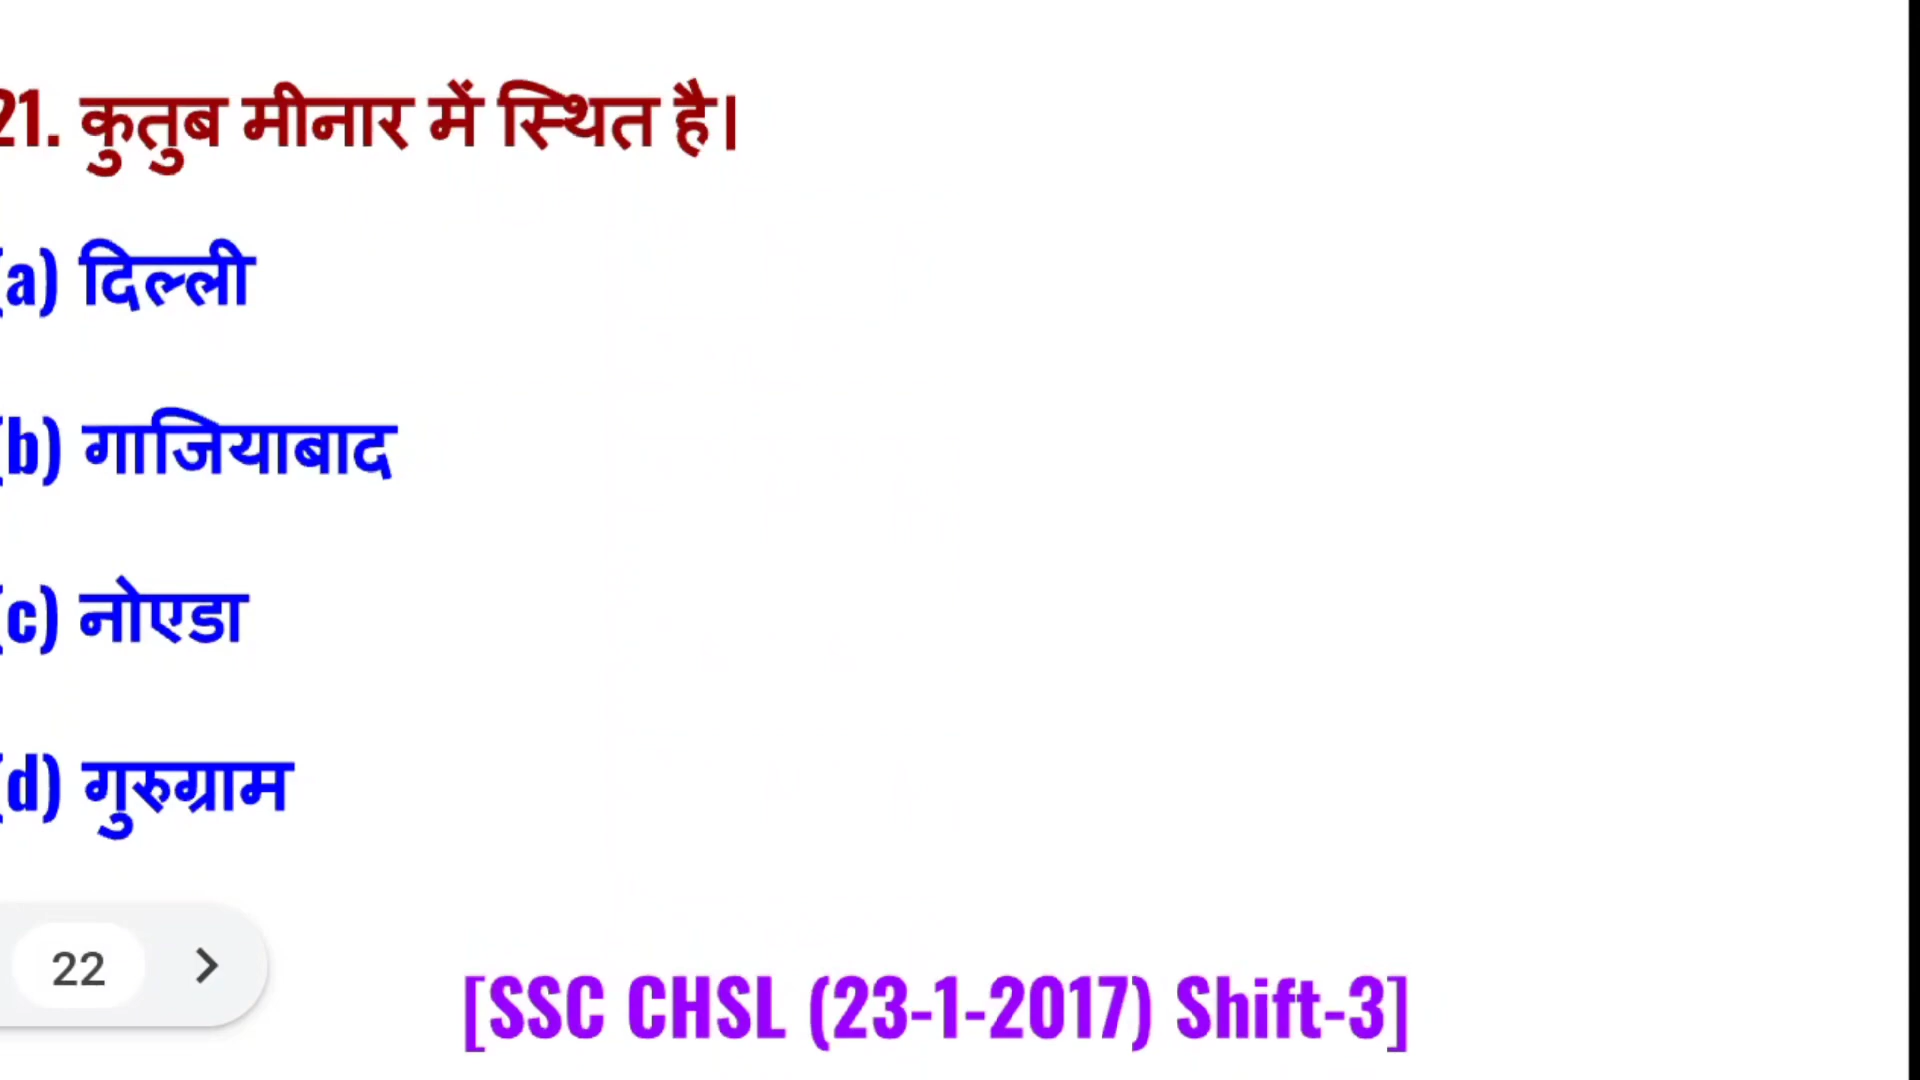 21. कुतुब मीनार में स्थित है।
(a) दिल्ली
(b) गाजियाबाद
(c) नोएडा
(d) गुरुग्राम
22 >
[SSC CHSL (23-1-2017) Shift-3]